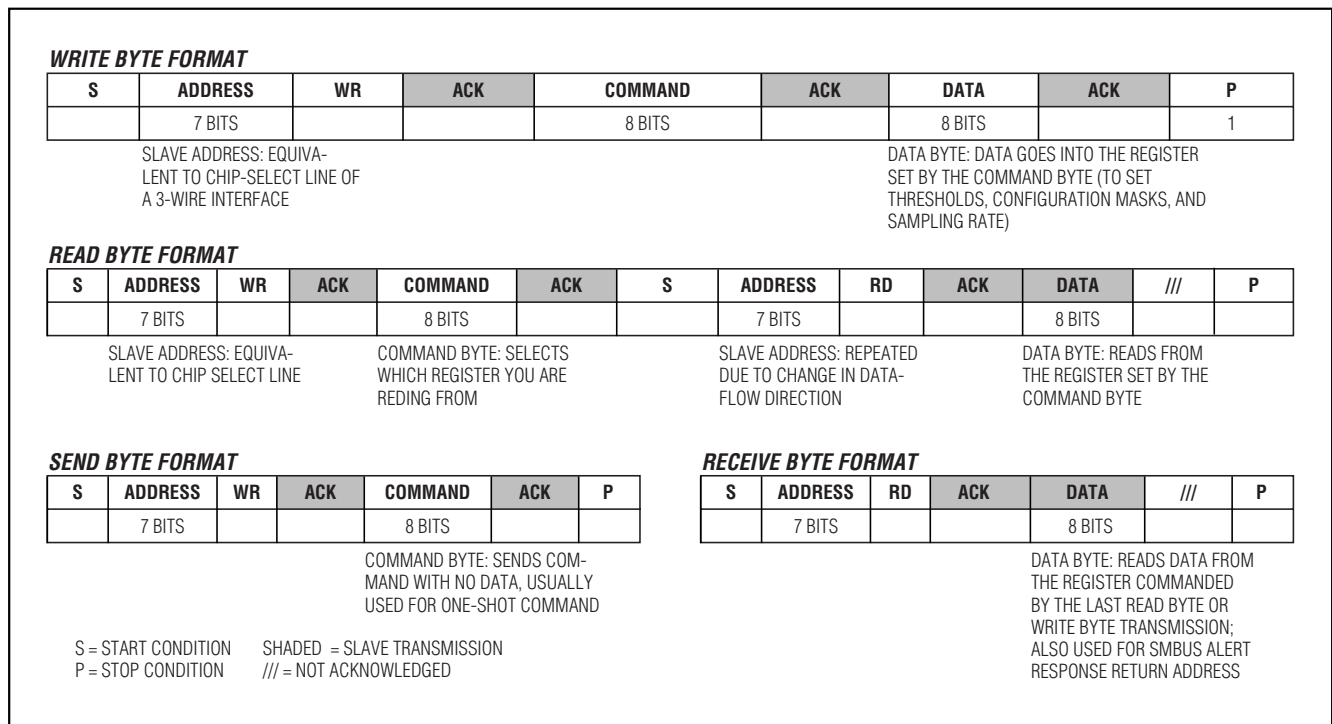 WRITE BYTE FORMAT
S ADDRESS WR ACK COMMAND ACK DATA ACK P
7 BITS 8 BITS 8 BITS 1
SLAVE ADDRESS: EQUIVA-
LENT TO CHIP-SELECT LINE OF
A 3-WIRE INTERFACE
DATA BYTE: DATA GOES INTO THE REGISTER
SET BY THE COMMAND BYTE (TO SET
THRESHOLDS, CONFIGURATION MASKS, AND
SAMPLING RATE)
READ BYTE FORMAT
S ADDRESS WR ACK COMMAND ACK S ADDRESS RD ACK DATA /// P
7 BITS 8 BITS 7 BITS 8 BITS
SLAVE ADDRESS: EQUIVA-
LENT TO CHIP SELECT LINE
COMMAND BYTE: SELECTS
WHICH REGISTER YOU ARE
REDING FROM
SLAVE ADDRESS: REPEATED
DUE TO CHANGE IN DATA-
FLOW DIRECTION
DATA BYTE: READS FROM
THE REGISTER SET BY THE
COMMAND BYTE
SEND BYTE FORMAT
S ADDRESS WR ACK COMMAND ACK P
7 BITS 8 BITS
COMMAND BYTE: SENDS COM-
MAND WITH NO DATA, USUALLY
USED FOR ONE-SHOT COMMAND
RECEIVE BYTE FORMAT
S ADDRESS RD ACK DATA /// P
7 BITS 8 BITS
DATA BYTE: READS DATA FROM
THE REGISTER COMMANDED
BY THE LAST READ BYTE OR
WRITE BYTE TRANSMISSION;
ALSO USED FOR SMBUS ALERT
RESPONSE RETURN ADDRESS
S = START CONDITION SHADED = SLAVE TRANSMISSION
P = STOP CONDITION /// = NOT ACKNOWLEDGED